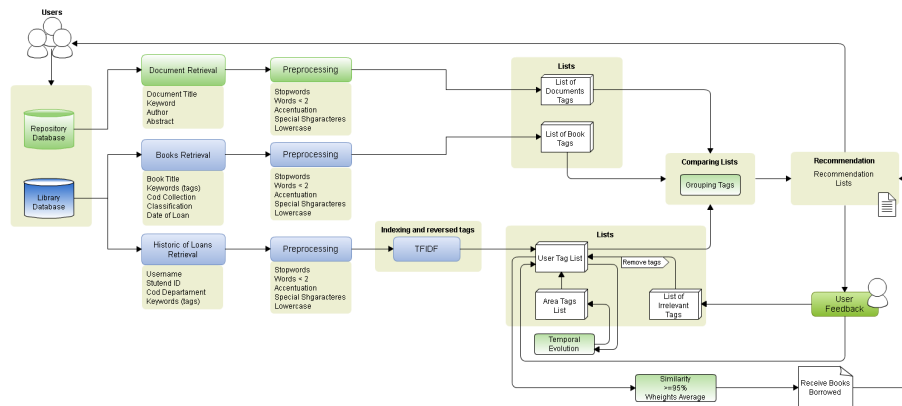 Users
Repository
Database
Library
Database
Document Retrieval
Document Title
Keyword
Author
Abstract
Preprocessing
Stopwords
Words < 2
Accentuation
Special Shgaracteres
Lowercase
Books Retrieval
Book Title
Keywords (tags)
Cod Collection
Classification
Date of Loan
Preprocessing
Stopwords
Words < 2
Accentuation
Special Shgaracteres
Lowercase
Historic of Loans
Retrieval
Username
Stutend ID
Cod Departament
Keywords (tags)
Preprocessing
Stopwords
Words < 2
Accentuation
Special Shgaracteres
Lowercase
Indexing and reversed tags
TFIDF
Lists
List of
Documents
Tags
List of Book
Tags
Lists
User Tag List
Remove tags
Area Tags
List
List of
Irrelevant
Tags
Temporal
Evolution
Comparing Lists
Grouping Tags
Recommendation
Recommendation
Lists
User
Feedback
Similarity
>=95%
Wheights Average
Receive Books
Borrowed